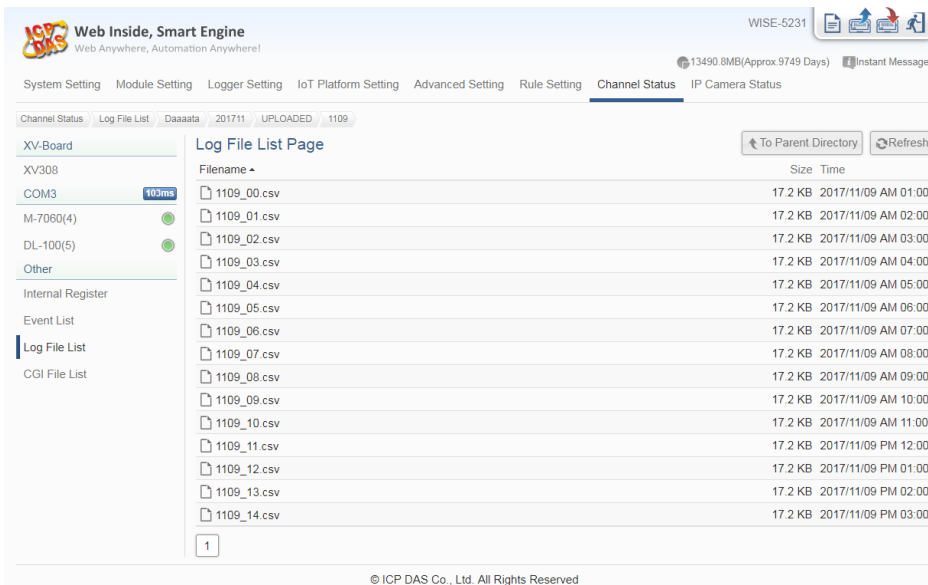 ICP DAS
Web Inside, Smart Engine
Web Anywhere, Automation Anywhere!
WISE-5231
13490.8MB(Approx.9749 Days) Instant Message
System Setting Module Setting Logger Setting IoT Platform Setting Advanced Setting Rule Setting Channel Status IP Camera Status
Channel Status Log File List Daaaata 201711 UPLOADED 1109
XV-Board
XV308
COM3 103ms
M-7060(4)
DL-100(5)
Other
Internal Register
Event List
Log File List
CGI File List
Log File List Page
To Parent Directory Refresh
Filename Size Time
1109_00.csv 17.2 KB 2017/11/09 AM 01:00
1109_01.csv 17.2 KB 2017/11/09 AM 02:00
1109_02.csv 17.2 KB 2017/11/09 AM 03:00
1109_03.csv 17.2 KB 2017/11/09 AM 04:00
1109_04.csv 17.2 KB 2017/11/09 AM 05:00
1109_05.csv 17.2 KB 2017/11/09 AM 06:00
1109_06.csv 17.2 KB 2017/11/09 AM 07:00
1109_07.csv 17.2 KB 2017/11/09 AM 08:00
1109_08.csv 17.2 KB 2017/11/09 AM 09:00
1109_09.csv 17.2 KB 2017/11/09 AM 10:00
1109_10.csv 17.2 KB 2017/11/09 AM 11:00
1109_11.csv 17.2 KB 2017/11/09 PM 12:00
1109_12.csv 17.2 KB 2017/11/09 PM 01:00
1109_13.csv 17.2 KB 2017/11/09 PM 02:00
1109_14.csv 17.2 KB 2017/11/09 PM 03:00
1
© ICP DAS Co., Ltd. All Rights Reserved